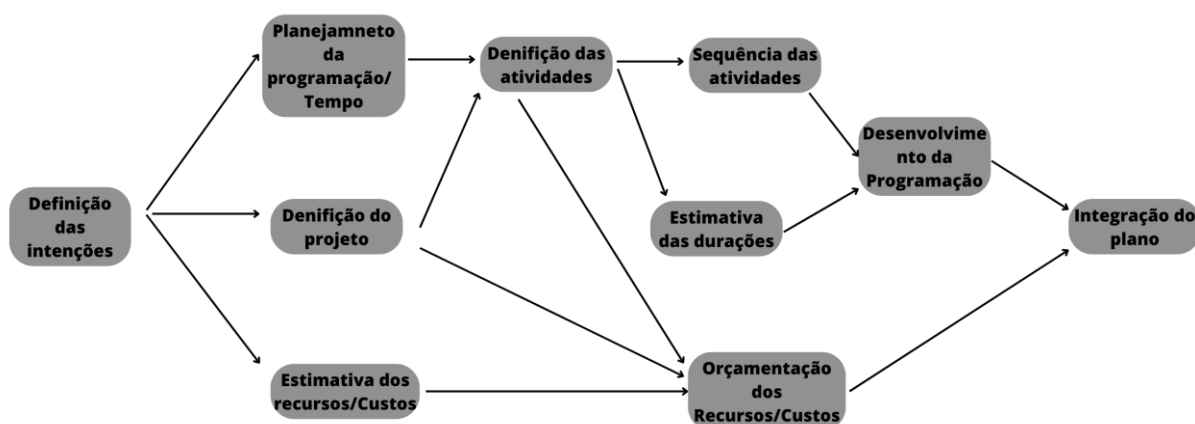 Planejamneto
da
programação/
Tempo
Denifição das
atividades
Sequência das
atividades
Desenvolvime
nto da
Programação
Definição
das
intenções
Denifição do
projeto
Estimativa
das durações
Integração do
plano
Estimativa dos
recursos/Custos
Orçamentação
dos
Recursos/Custos